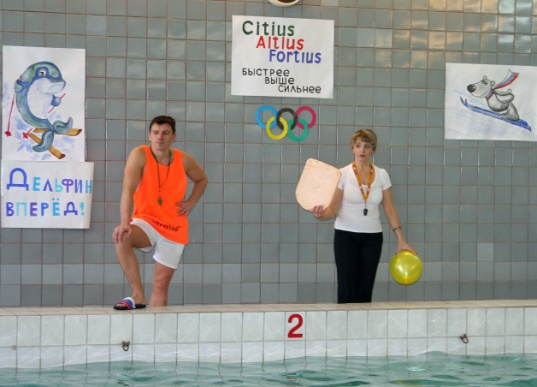 Citius
Altius
Fortius
БЫСТРЕЕ
ВЫШЕ
СИЛЬНЕЕ
Дельфин
вперёд!
2